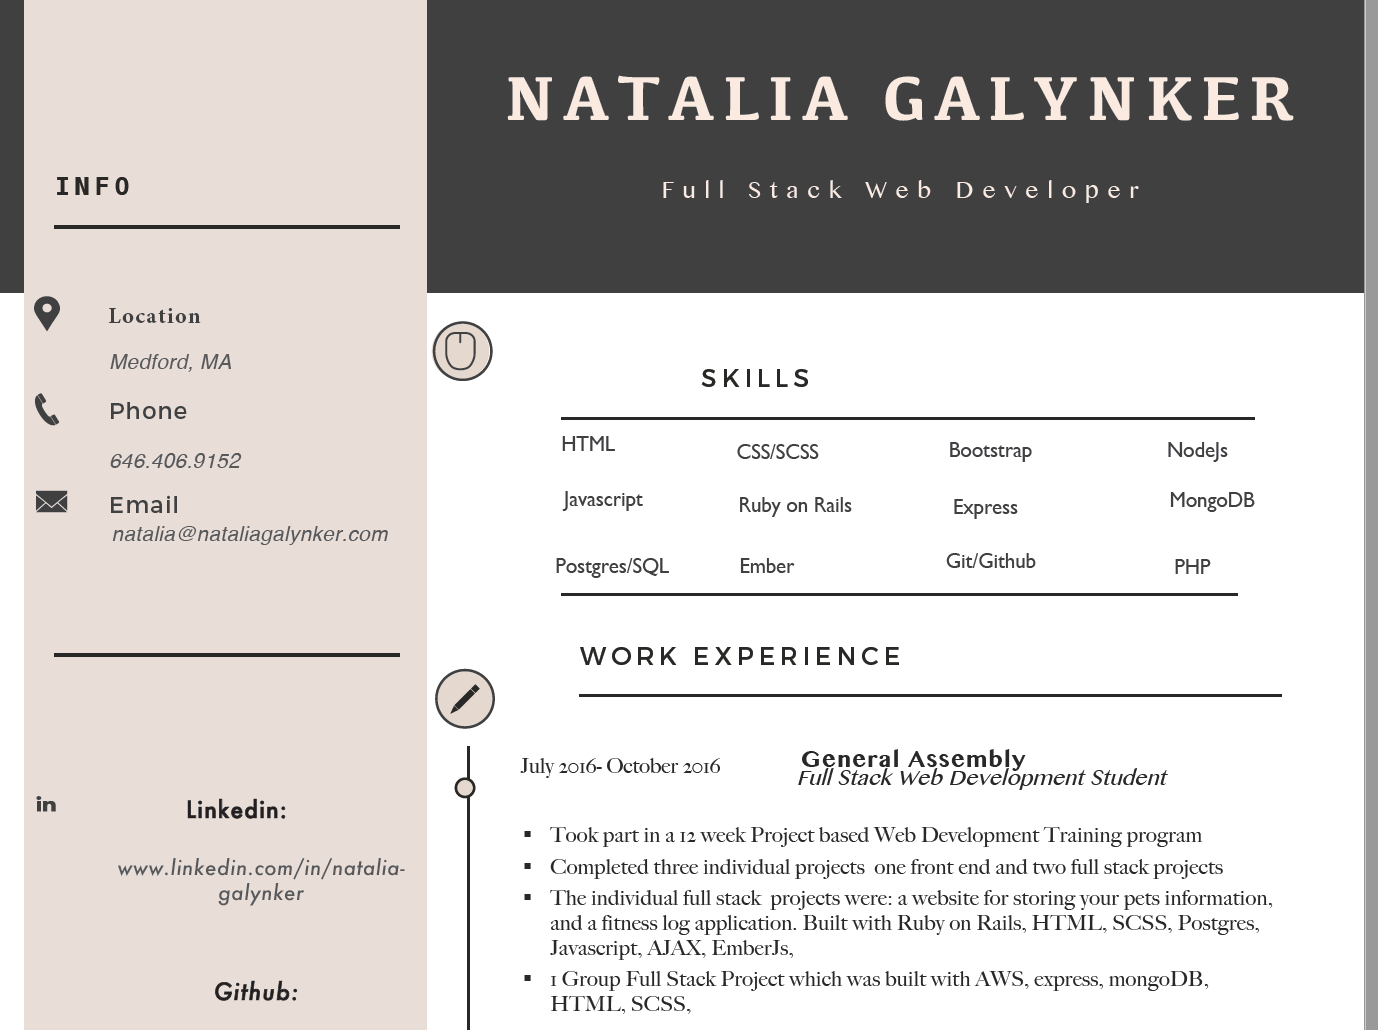 NATALIA GALYNKER
Full Stack Web Developer
INFO
Location
Medford, MA
Phone
646.406.9152
Email
natalia@nataliagalynker.com
in
Linkedin:
www.linkedin.com/in/natalia-
galynker
Github:
SKILLS
HTML CSS/SCSS Bootstrap NodeJs
Javascript Ruby on Rails Express MongoDB
Postgres/SQL Ember Git/Github PHP
WORK EXPERIENCE
July 2016- October 2016 General Assembly
Full Stack Web Development Student
▪ Took part in a 12 week Project based Web Development Training program
▪ Completed three individual projects  one front end and two full stack projects
▪ The individual full stack  projects were: a website for storing your pets information,
and a fitness log application. Built with Ruby on Rails, HTML, SCSS, Postgres,
Javascript, AJAX, EmberJs,
▪ 1 Group Full Stack Project which was built with AWS, express, mongoDB,
HTML, SCSS,